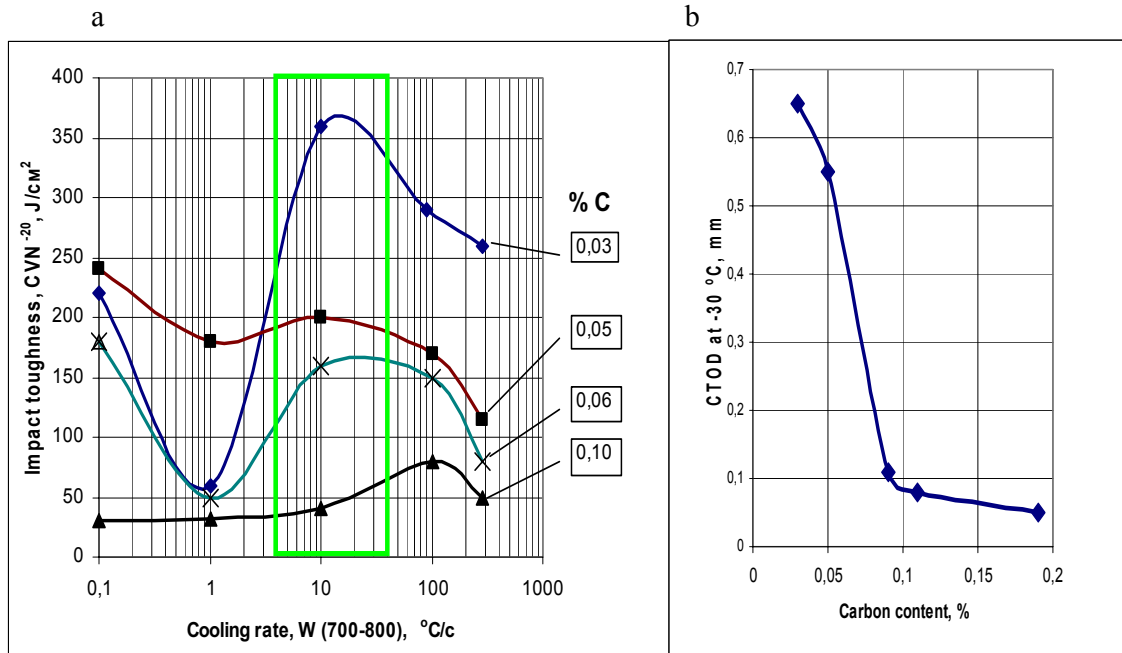 a
400
350
300
250
200
150
100
50
0
Impact toughness, CVN -20, J/см²
0,1 1 10 100 1000
Cooling rate, W (700-800), °C/c
% C
0,03
0,05
0,06
0,10
b
0,7
0,6
0,5
0,4
0,3
0,2
0,1
0
CTOD at -30 °C, mm
0 0,05 0,1 0,15 0,2
Carbon content, %